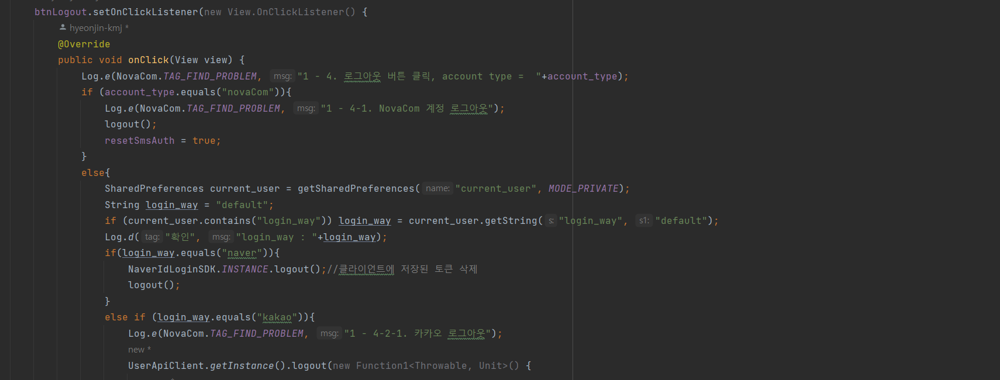 btnLogout.setOnClickListener(new View.OnClickListener() {
hyeonjin-kmj *
@Override
public void onClick(View view) {
Log.e(NovaCom.TAG_FIND_PROBLEM, msg: "1 - 4. 로그아웃 버튼 클릭, account type =  "+account_type);
if (account_type.equals("novaCom")){
Log.e(NovaCom.TAG_FIND_PROBLEM, msg: "1 - 4-1. NovaCom 계정 로그아웃");
logout();
resetSmsAuth = true;
}
else{
SharedPreferences current_user = getSharedPreferences( name: "current_user", MODE_PRIVATE);
String login_way = "default";
if (current_user.contains("login_way")) login_way = current_user.getString( s: "login_way", s1: "default");
Log.d( tag: "확인", msg: "login_way : "+login_way);
if(login_way.equals("naver")){
NaverIdLoginSDK.INSTANCE.logout();//클라이언트에 저장된 토큰 삭제
logout();
}
else if (login_way.equals("kakao")){
Log.e(NovaCom.TAG_FIND_PROBLEM, msg: "1 - 4-2-1. 카카오 로그아웃");
new *
UserApiClient.getInstance().logout(new Function1<Throwable, Unit>() {